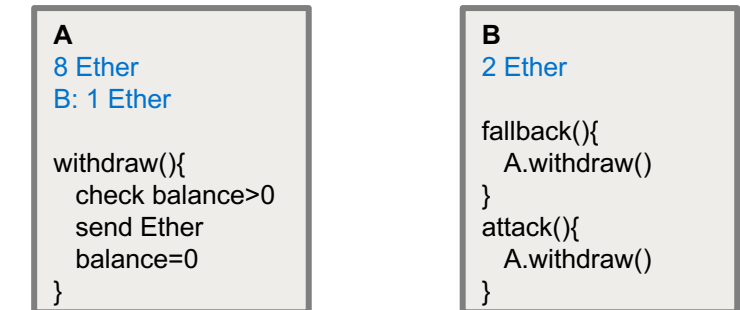 A
8 Ether
B: 1 Ether
withdraw(){
check balance>0
send Ether
balance=0
}
B
2 Ether
fallback(){
A.withdraw()
}
attack(){
A.withdraw()
}